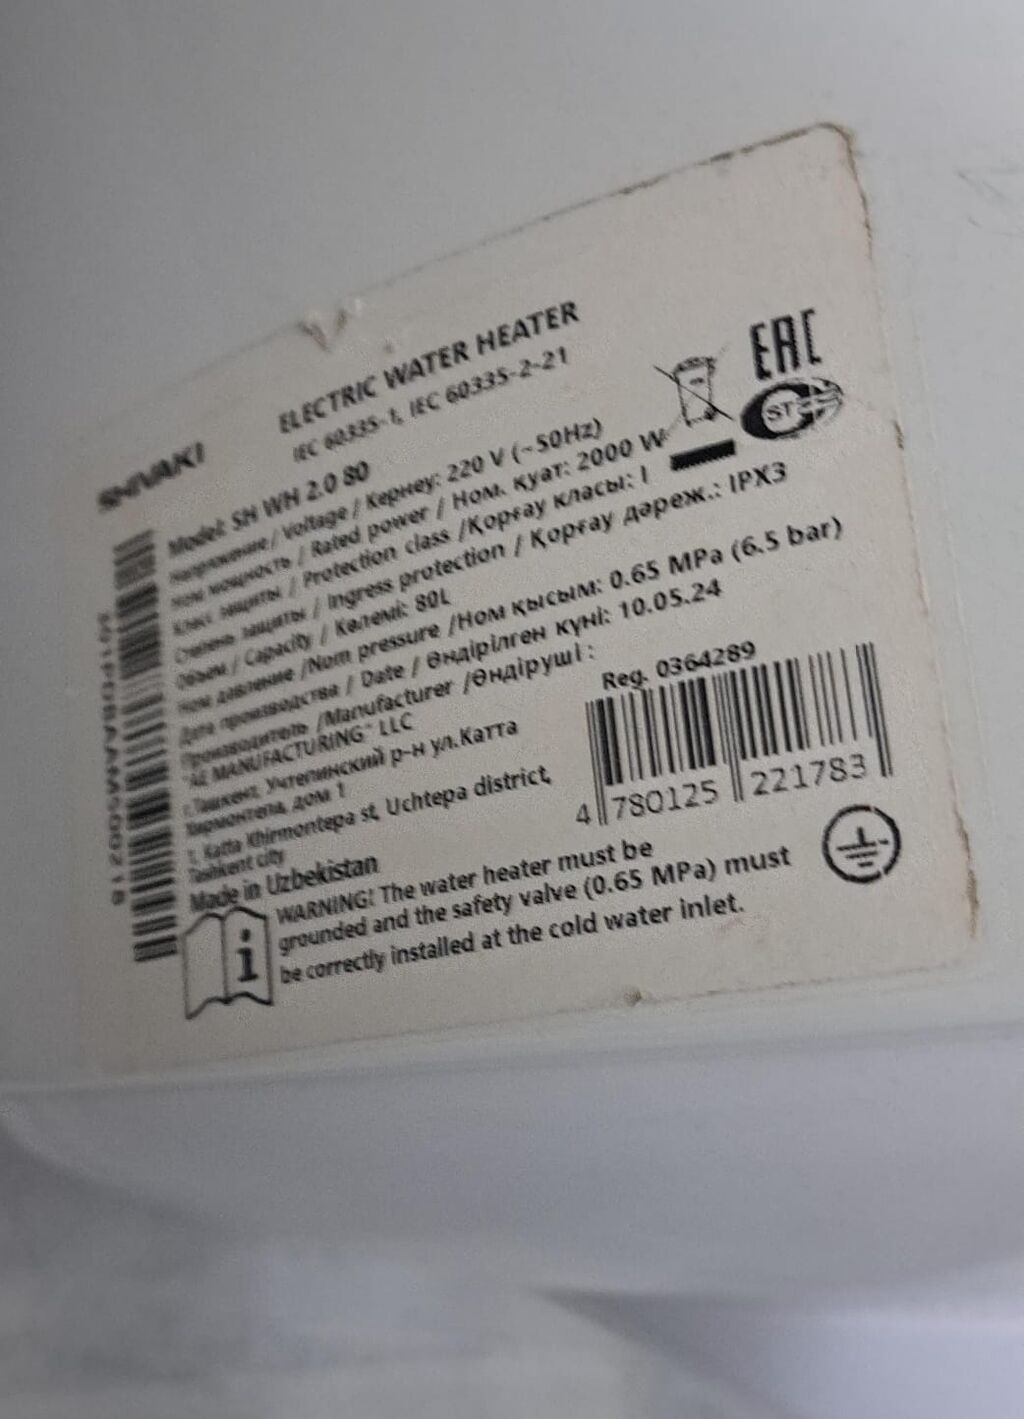 SHIVAKI
ELECTRIC WATER HEATER
IEC 60335-1, IEC 60335-2-21
EAC
ST
Model: SH WH 2.0 80
Напряжение / Voltage / Кернеу: 220 V (~50Hz)
Ном мощность / Rated power / Ном. қуат: 2000 W
Класс защиты / Protection class /Қорғау класы: I
Степень защиты / Ingress protection / Қорғау дәреж.: IPX3
Объем / Capacity / Көлемі: 80L
Ном давление /Nom pressure /Ном қысым: 0.65 MPa (6.5 bar)
Дата производства / Date / Өндірілген күні: 10.05.24
Производитель /Manufacturer /Өндіруші :
MANUFACTURING" LLC
г.Ташкент, Учтепинский р-н ул.Катта
Хирмонтепа, дом 1
1, Katta Khirmontepa st, Uchtepa district,
Tashkent city
Made in Uzbekistan
Reg. 0364289
4 780125 221783
WARNING! The water heater must be
grounded and the safety valve (0.65 MPa) must
be correctly installed at the cold water inlet.